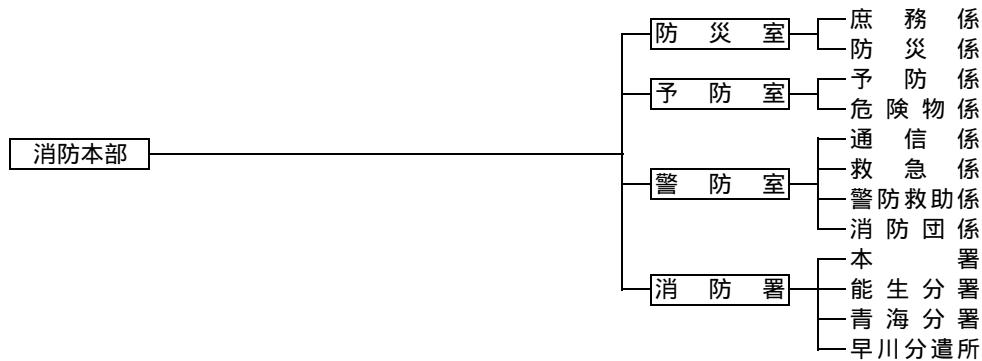 消防本部
防災室
庶務係
防災係
予防室
予防係
危険物係
警防室
通信係
救急係
警防救助係
消防団係
消防署
本署
能生分署
青海分署
早川分遣所